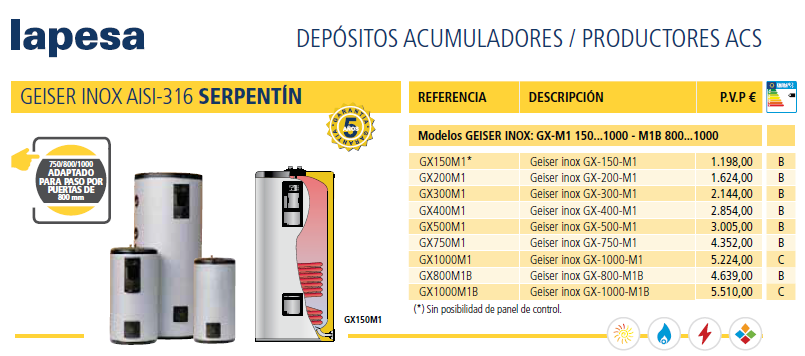 lapesa
DEPÓSITOS ACUMULADORES / PRODUCTORES ACS
GEISER INOX AISI-316 SERPENTÍN
GARANTÍA
5
AÑOS
GARANTÍA
750/800/1000
ADAPTADO
PARA PASO POR
PUERTAS DE
800 mm
GX150M1
REFERENCIA DESCRIPCIÓN P.V.P €
Modelos GEISER INOX: GX-M1 150...1000 - M1B 800...1000
GX150M1* Geiser inox GX-150-M1 1.198,00 B
GX200M1 Geiser inox GX-200-M1 1.624,00 B
GX300M1 Geiser inox GX-300-M1 2.144,00 B
GX400M1 Geiser inox GX-400-M1 2.854,00 B
GX500M1 Geiser inox GX-500-M1 3.005,00 B
GX750M1 Geiser inox GX-750-M1 4.352,00 B
GX1000M1 Geiser inox GX-1000-M1 5.224,00 C
GX800M1B Geiser inox GX-800-M1B 4.639,00 B
GX1000M1B Geiser inox GX-1000-M1B 5.510,00 C
(*) Sin posibilidad de panel de control.